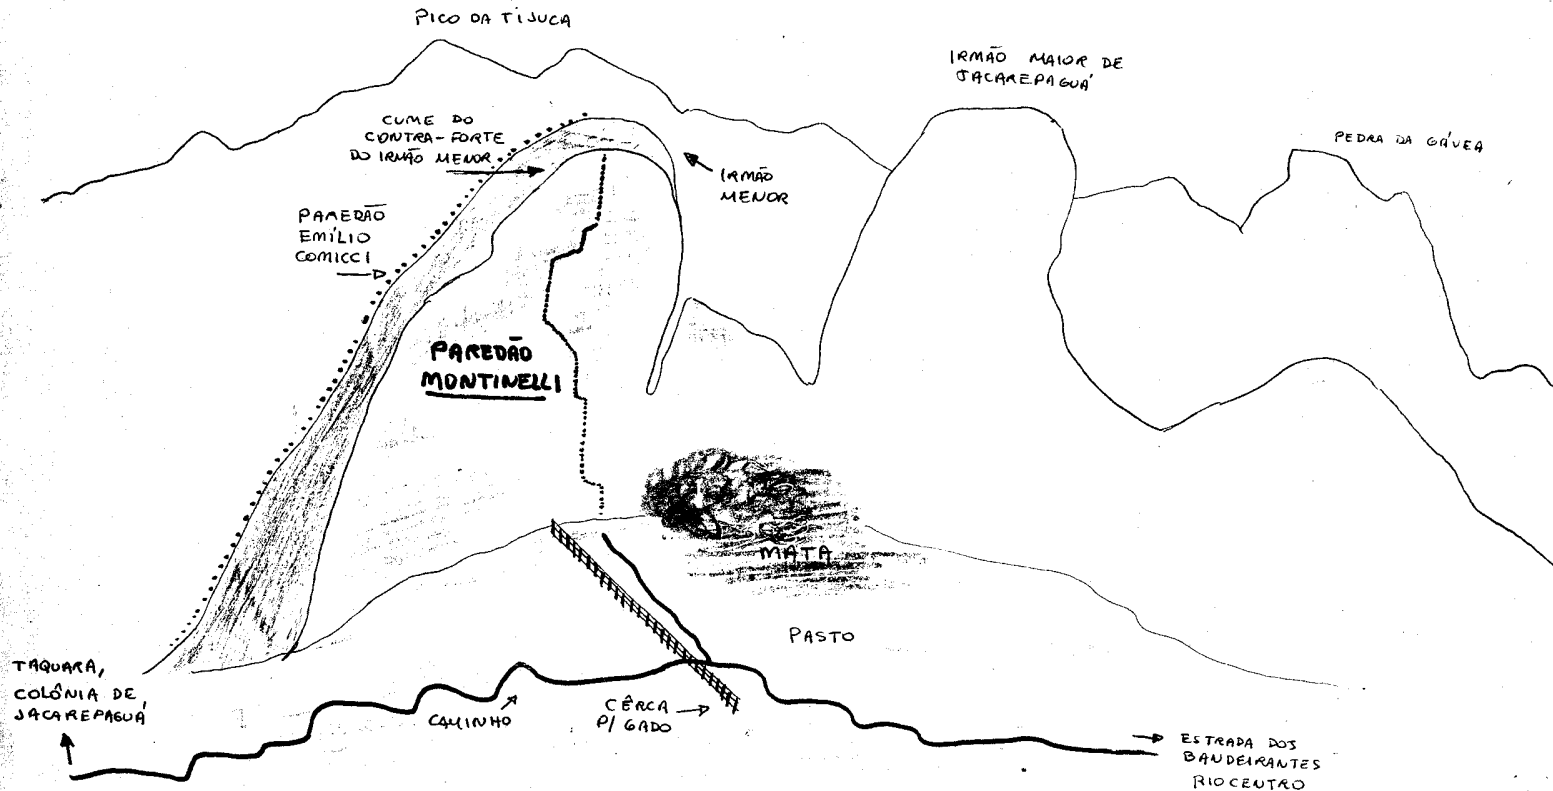 PICO DA TIJUCA
IRMÃO MAIOR DE
JACAREPAGUÁ
CUME DO
CONTRA-FORTE
DO IRMÃO MENOR
PEDRA DA GÁVEA
IRMÃO
MENOR
PAREDÃO
EMÍLIO
COMICCI
PAREDÃO
MONTINELLI
MATA
PASTO
TAQUARA,
COLÔNIA DE
JACAREPAGUÁ
CAMINHO
CÊRCA
P/ GADO
ESTRADA DOS
BANDEIRANTES
RIOCENTRO